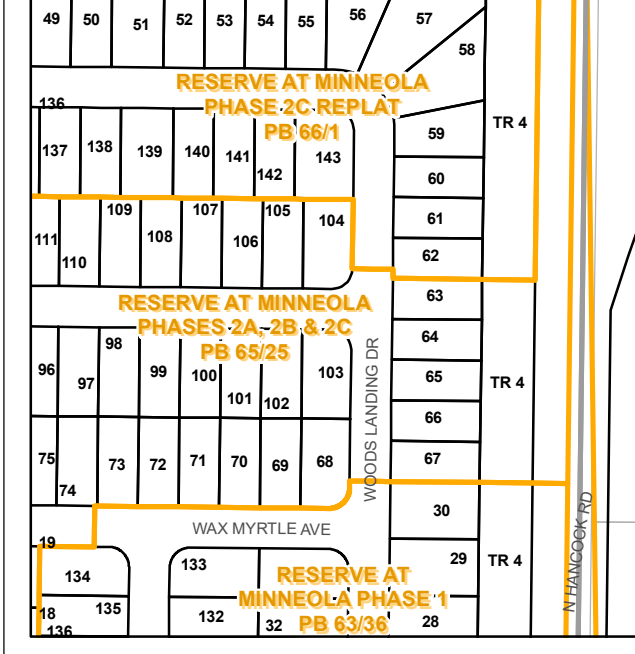 49 50 51 52 53 54 55 56 57
58
RESERVE AT MINNEOLA
PHASE 2C REPLAT
PB 66/1
136
TR 4
59
137 138 139 140 141 142 143
60
109 107 105 104
61
111 110 108 106
62
RESERVE AT MINNEOLA
PHASES 2A, 2B & 2C
PB 65/25
63
64
98
96 97 99 100 101 102 103
65
TR 4
WOODS LANDING DR
66
75 74 73 72 71 70 69 68
67
30
WAX MYRTLE AVE
N HANCOCK RD
19
29
TR 4
133
134
RESERVE AT
MINNEOLA PHASE 1
PB 63/36
135
18
132
32
28
136